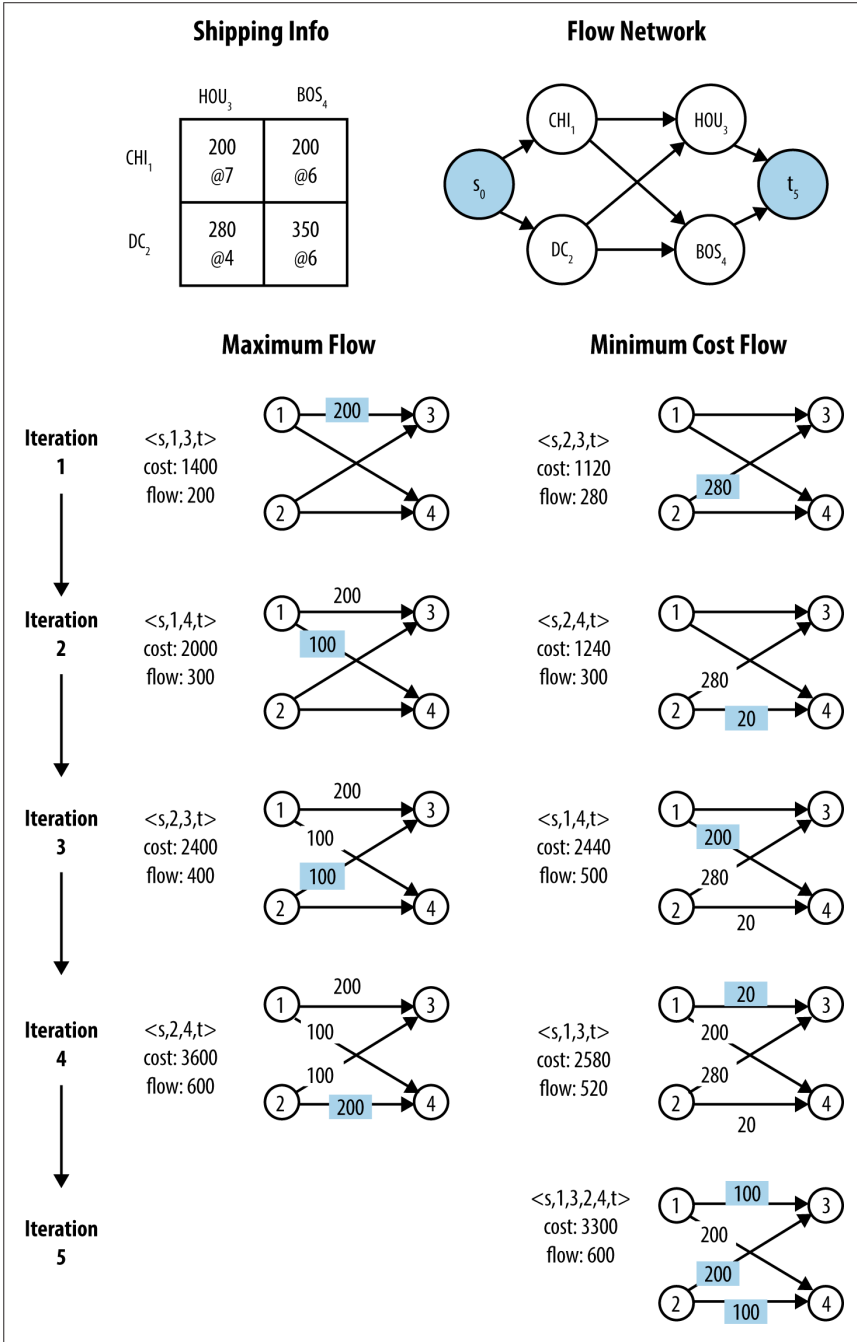 Shipping Info
HOU₃ BOS₄
CHI₁ 200 200
@7 @6
DC₂ 280 350
@4 @6
Flow Network
CHI₁ HOU₃
s₀ t₅
DC₂ BOS₄
Maximum Flow
Minimum Cost Flow
Iteration
1
<s,1,3,t>
cost: 1400
flow: 200
1 200 3
2 4
<s,2,3,t>
cost: 1120
flow: 280
1 3
280
2 4
Iteration
2
<s,1,4,t>
cost: 2000
flow: 300
200
1 3
100
2 4
<s,2,4,t>
cost: 1240
flow: 300
1 3
280
2 4
20
Iteration
3
<s,2,3,t>
cost: 2400
flow: 400
200
1 3
100
100
2 4
<s,1,4,t>
cost: 2440
flow: 500
1 3
200
280
2 4
20
Iteration
4
<s,2,4,t>
cost: 3600
flow: 600
200
1 3
100
100
2 4
200
<s,1,3,t>
cost: 2580
flow: 520
20
1 3
200
280
2 4
20
Iteration
5
<s,1,3,2,4,t>
cost: 3300
flow: 600
100
1 3
200
200
2 4
100